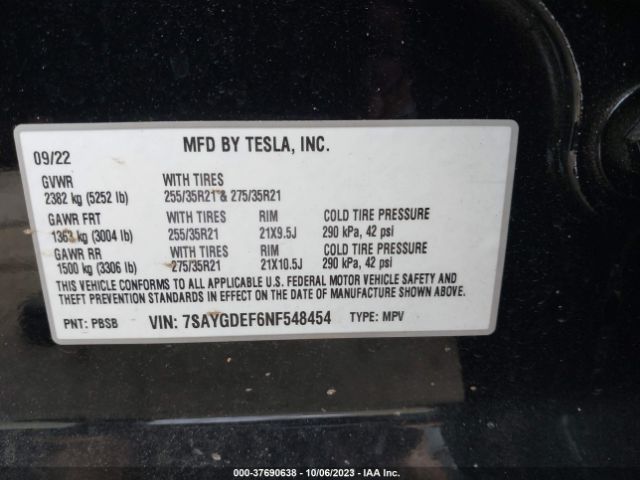 MFD BY TESLA, INC.
09/22
GVWR WITH TIRES
2382 kg (5252 lb) 255/35R21 & 275/35R21
GAWR FRT WITH TIRES RIM COLD TIRE PRESSURE
1363 kg (3004 lb) 255/35R21 21X9.5J 290 kPa, 42 psi
GAWR RR WITH TIRES RIM COLD TIRE PRESSURE
1500 kg (3306 lb) 275/35R21 21X10.5J 290 kPa, 42 psi
THIS VEHICLE CONFORMS TO ALL APPLICABLE U.S. FEDERAL MOTOR VEHICLE SAFETY AND
THEFT PREVENTION STANDARDS IN EFFECT ON THE DATE OF MANUFACTURE SHOWN ABOVE.
PNT: PBSB VIN: 7SAYGDEF6NF548454 TYPE: MPV
000-37690638 - 10/06/2023 - IAA Inc.